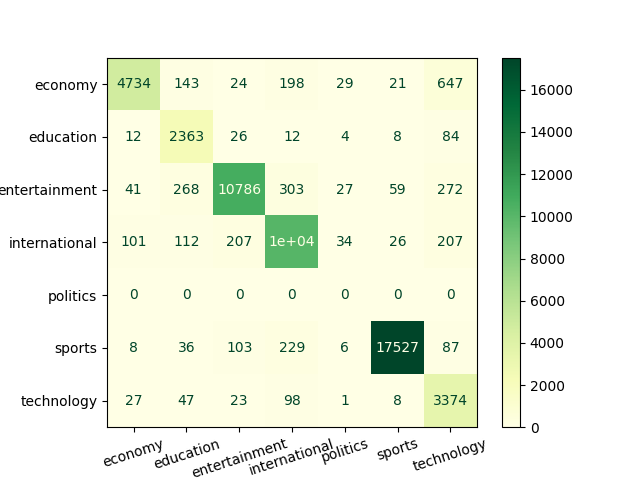 economy 4734 143 24 198 29 21 647
education 12 2363 26 12 4 8 84
entertainment 41 268 10786 303 27 59 272
international 101 112 207 1e+04 34 26 207
politics 0 0 0 0 0 0 0
sports 8 36 103 229 6 17527 87
technology 27 47 23 98 1 8 3374
economy education entertainment international politics sports technology
16000
14000
12000
10000
8000
6000
4000
2000
0